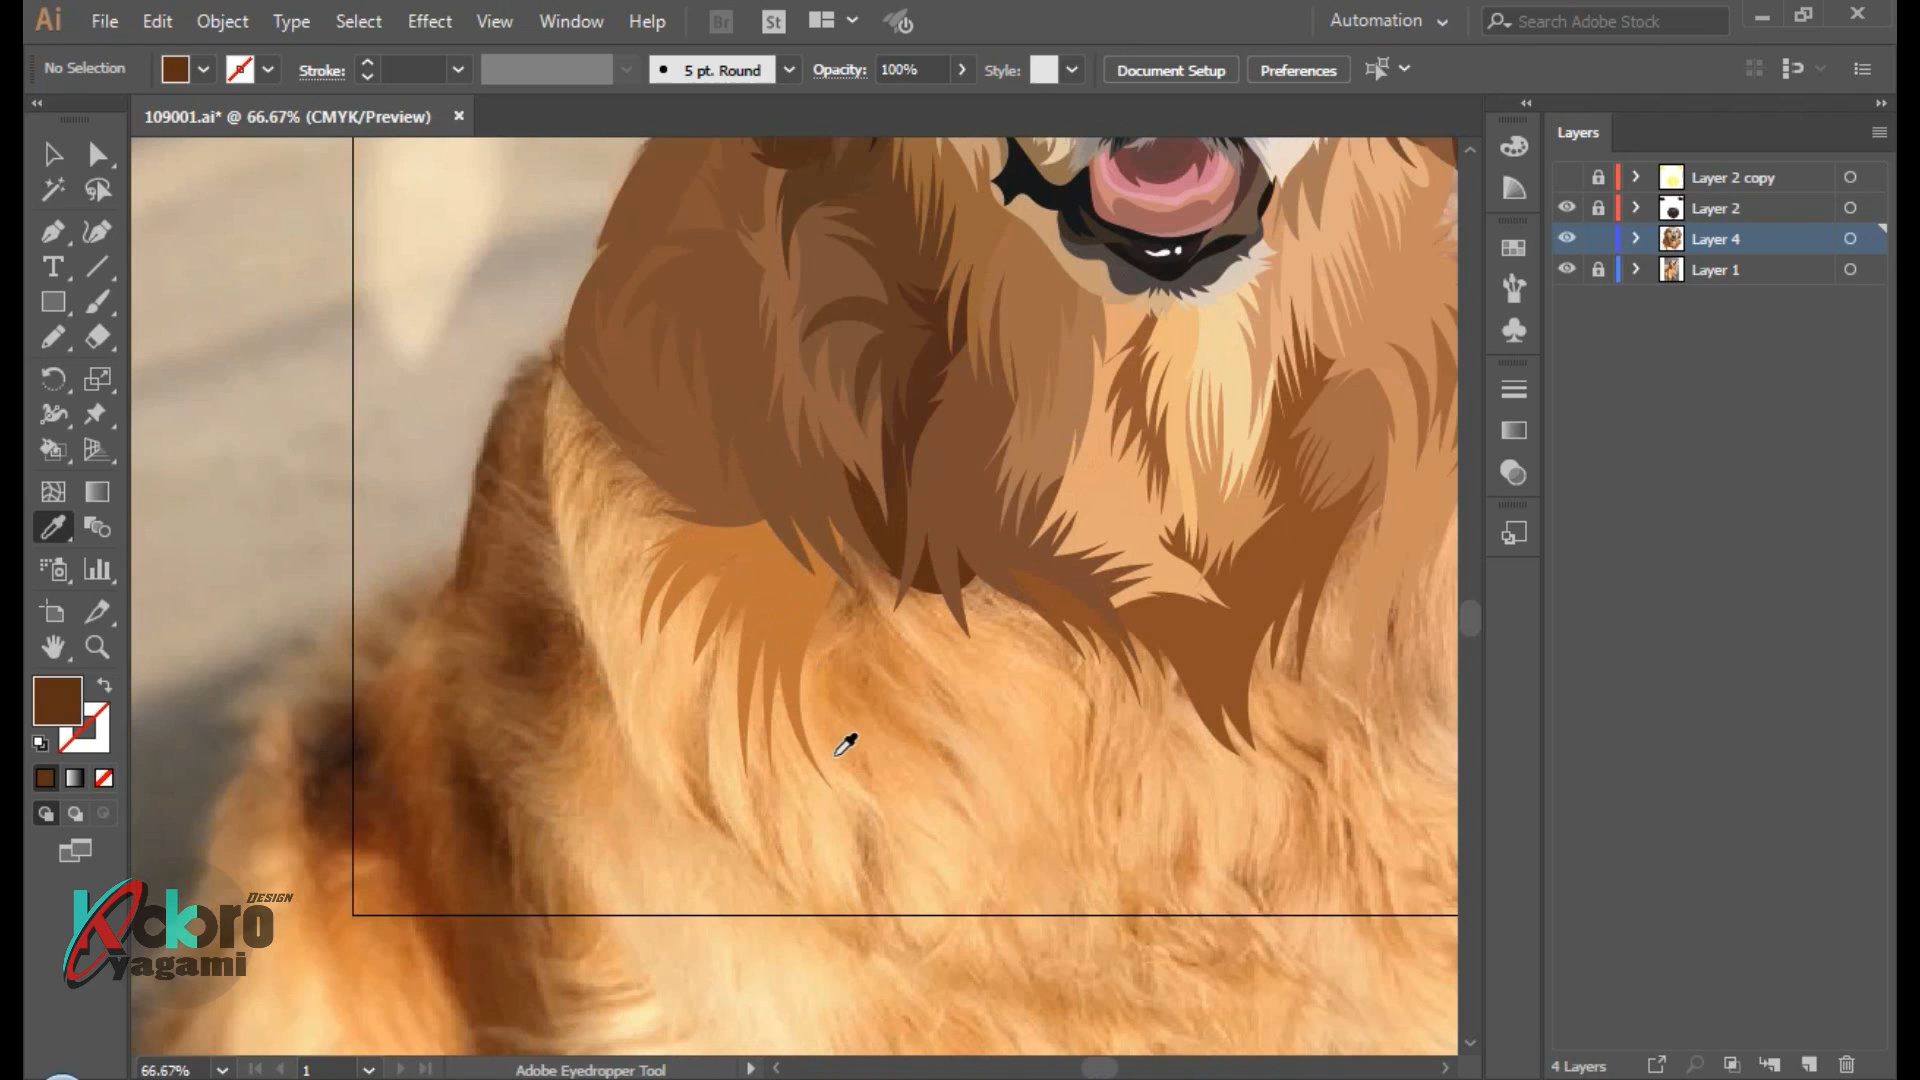 Ai File Edit Object Type Select Effect View Window Help Br St Automation Search Adobe Stock
No Selection Stroke: 5 pt. Round Opacity: 100% Style: Document Setup Preferences
109001.ai* @ 66.67% (CMYK/Preview)
Layers
Layer 2 copy
Layer 2
Layer 4
Layer 1
Kokoro Design
yagami
66.67% 1 Adobe Eyedropper Tool
4 Layers